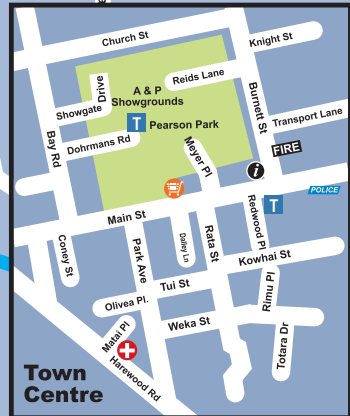 Church St
Knight St
A & P
Showgrounds
Reids Lane
Showgate
Drive
Burnett St
T Pearson Park
Transport Lane
Bay Rd
Dohrmans Rd
Meyer Pl
FIRE
i
POLICE
T
Main St
Redwood Pl
Coney St
Park Ave
Dailey Ln
Rata St
Kowhai St
Tui St
Olivea Pl.
Rimu Pl
Weka St
Matai Pl
Totara Dr
Harewood Rd
Town
Centre